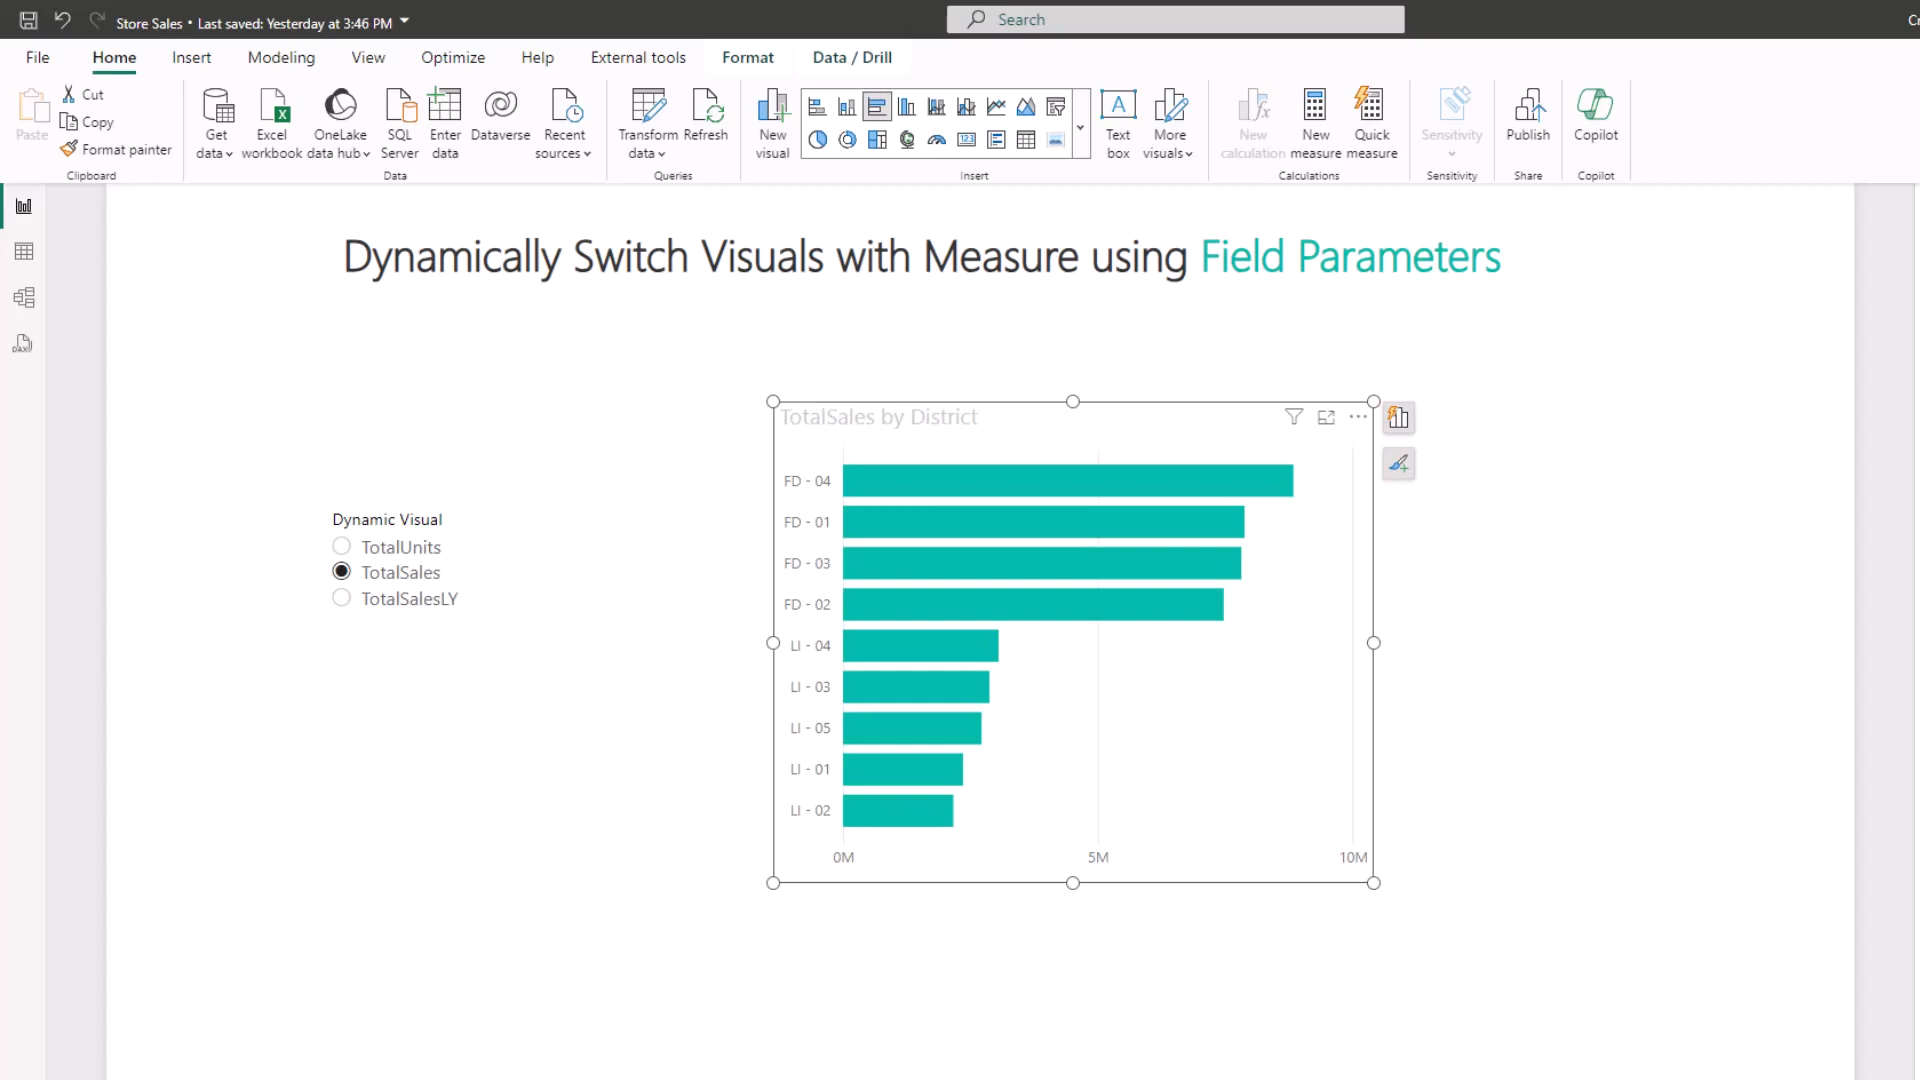 Store Sales • Last saved: Yesterday at 3:46 PM
Search
File Home Insert Modeling View Optimize Help External tools Format Data / Drill
Paste
Cut
Copy
Format painter
Clipboard
Get data
Excel workbook
OneLake data hub
SQL Server
Enter data
Dataverse
Recent sources
Data
Transform data
Refresh
Queries
New visual
123
A
Text box
More visuals
Insert
New calculation
New measure
Quick measure
Calculations
Sensitivity
Sensitivity
Publish
Share
Copilot
Copilot
DAX
Dynamically Switch Visuals with Measure using Field Parameters
Dynamic Visual
TotalUnits
TotalSales
TotalSalesLY
TotalSales by District
FD - 04
FD - 01
FD - 03
FD - 02
LI - 04
LI - 03
LI - 05
LI - 01
LI - 02
0M 5M 10M